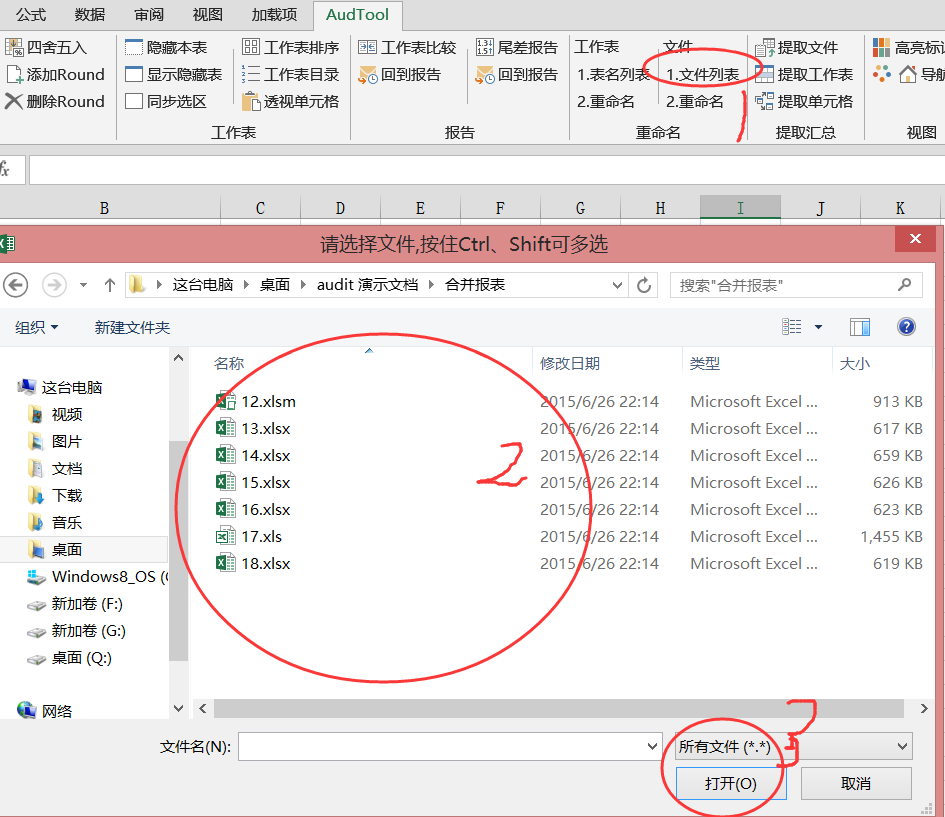 公式 数据 审阅 视图 加载项 AudTool
四舍五入 隐藏本表 工作表排序 工作表比较 尾差报告 工作表 文件 提取文件 高亮标
添加Round 显示隐藏表 工作表目录 回到报告 回到报告 1.表名列表 1.文件列表 提取工作表 导航
删除Round 同步选区 透视单元格 2.重命名 2.重命名 提取单元格
工作表 报告 重命名 提取汇总 视图
1
fx
B C D E F G H I J K
请选择文件,按住Ctrl、Shift可多选
这台电脑 桌面 audit 演示文档 合并报表 搜索"合并报表"
组织 新建文件夹
名称 修改日期 类型 大小
这台电脑
视频
图片
文档
下载
音乐
桌面
Windows8_OS (
新加卷 (F:)
新加卷 (G:)
桌面 (Q:)
网络
12.xlsm 2015/6/26 22:14 Microsoft Excel ... 913 KB
13.xlsx 2015/6/26 22:14 Microsoft Excel ... 617 KB
14.xlsx 2015/6/26 22:14 Microsoft Excel ... 659 KB
15.xlsx 2015/6/26 22:14 Microsoft Excel ... 626 KB
16.xlsx 2015/6/26 22:14 Microsoft Excel ... 623 KB
17.xls 2015/6/26 22:14 Microsoft Excel ... 1,455 KB
18.xlsx 2015/6/26 22:14 Microsoft Excel ... 619 KB
2
文件名(N): 所有文件 (*.*)
3
打开(O) 取消